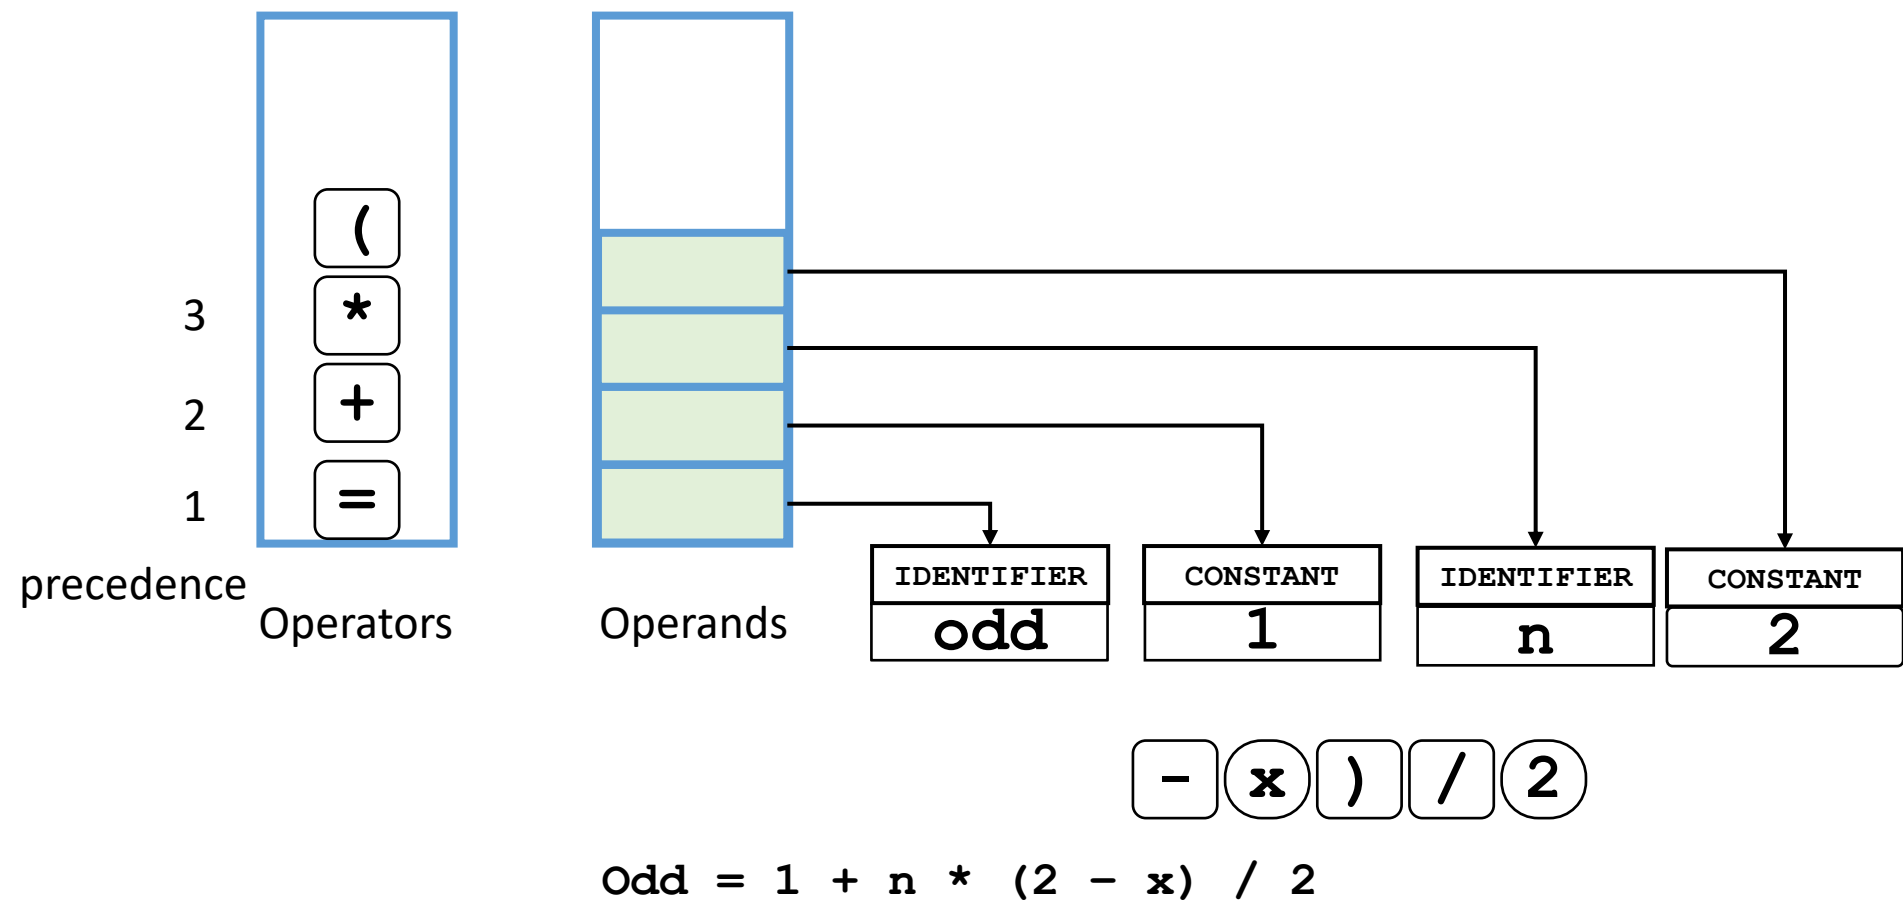 (
3 *
2 +
1 =
precedence
Operators Operands
IDENTIFIER CONSTANT IDENTIFIER CONSTANT
odd 1 n 2
- x ) / 2
Odd = 1 + n * (2 – x) / 2